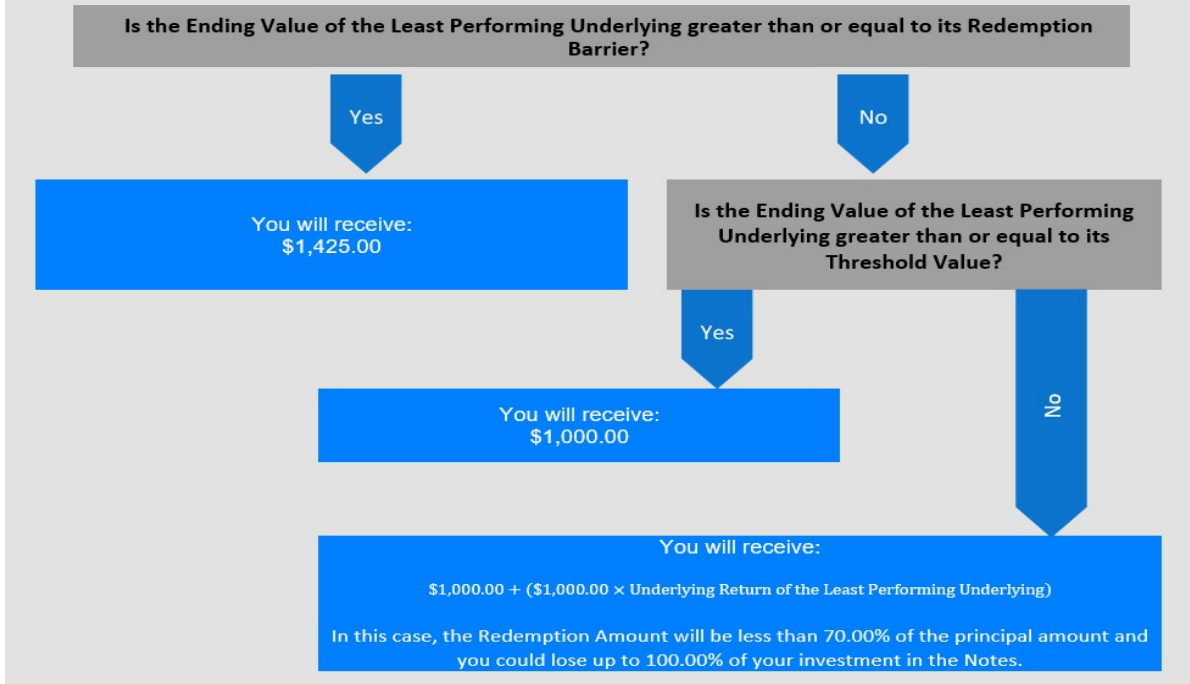 Is the Ending Value of the Least Performing Underlying greater than or equal to its Redemption
Barrier?
Yes
No
You will receive:
$1,425.00
Is the Ending Value of the Least Performing
Underlying greater than or equal to its
Threshold Value?
Yes
No
You will receive:
$1,000.00
You will receive:
$1,000.00 + ($1,000.00 × Underlying Return of the Least Performing Underlying)
In this case, the Redemption Amount will be less than 70.00% of the principal amount and
you could lose up to 100.00% of your investment in the Notes.